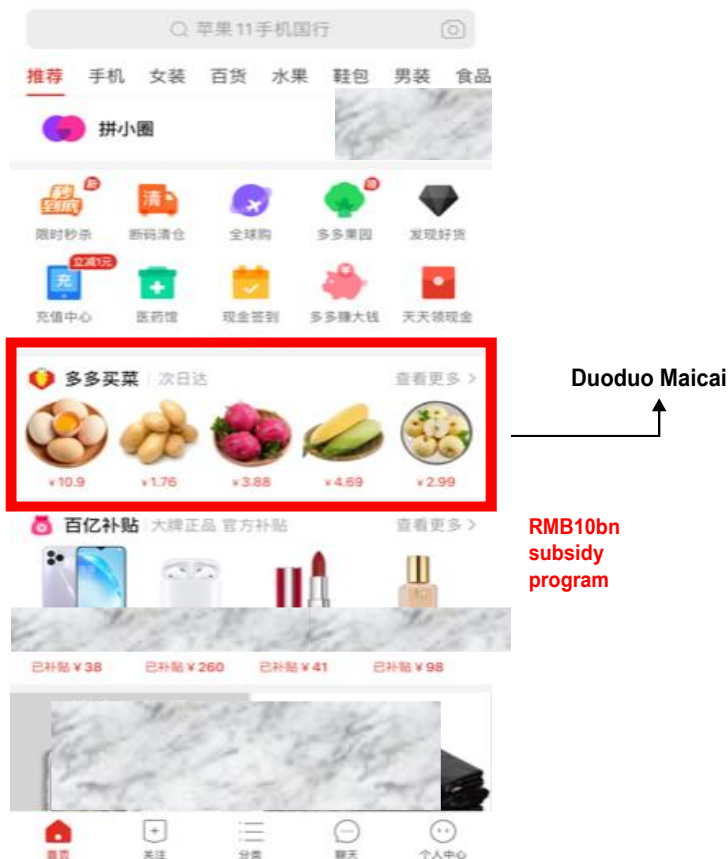 苹果11手机国行
推荐 手机 女装 百货 水果 鞋包 男装 食品
拼小圈
秒到底 新 清
限时秒杀 断码清仓 全球购 多多果园 发现好货
立减1元
充
充值中心 医药馆 现金签到 多多赚大钱 天天领现金
多多买菜 次日达 查看更多 >
Duoduo Maicai
¥10.9 ¥1.76 ¥3.88 ¥4.69 ¥2.99
百亿补贴 大牌正品 官方补贴 查看更多 >
RMB10bn
subsidy
program
已补贴¥38 已补贴¥260 已补贴¥41 已补贴¥98
首页 关注 分类 聊天 个人中心